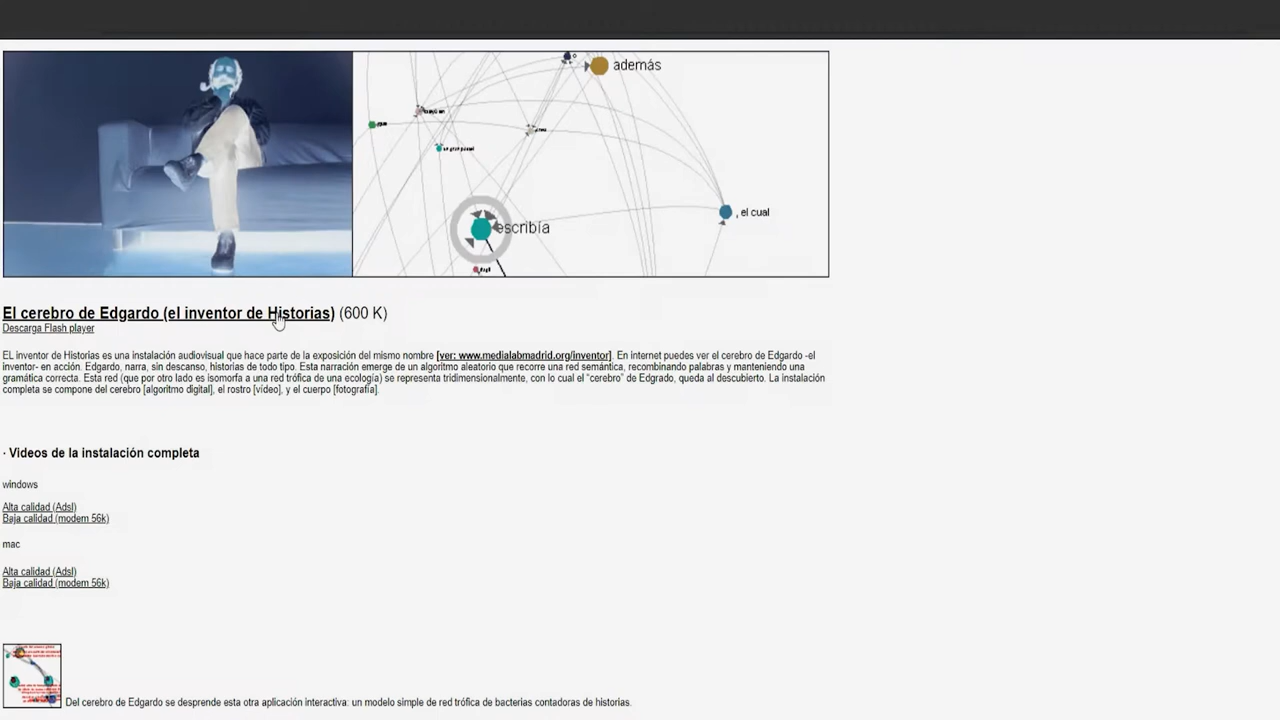 además
escribía
, el cual
El cerebro de Edgardo (el inventor de Historias) (600 K)
Descarga Flash player
EL inventor de Historias es una instalación audiovisual que hace parte de la exposición del mismo nombre [ver: www.medialabmadrid.org/inventor]. En internet puedes ver el cerebro de Edgardo -el
inventor- en acción. Edgardo, narra, sin descanso, historias de todo tipo. Esta narración emerge de un algoritmo aleatorio que recorre una red semántica, recombinando palabras y manteniendo una
gramática correcta. Esta red (que por otro lado es isomorfa a una red trófica de una ecología) se representa tridimensionalmente, con lo cual el "cerebro" de Edgrado, queda al descubierto. La instalación
completa se compone del cerebro [algoritmo digital], el rostro [vídeo], y el cuerpo [fotografía].
· Videos de la instalación completa
windows
Alta calidad (Adsl)
Baja calidad (modem 56k)
mac
Alta calidad (Adsl)
Baja calidad (modem 56k)
Del cerebro de Edgardo se desprende esta otra aplicación interactiva: un modelo simple de red trófica de bacterias contadoras de historias.